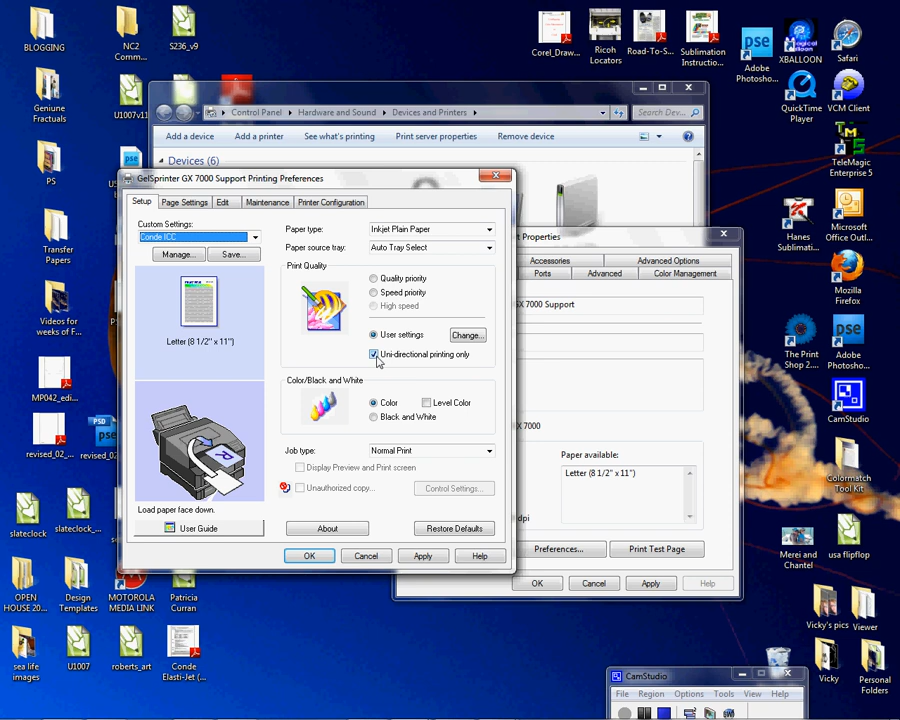 BLOGGING
NC2
Comm...
S236_v9
Corel_Draw...
Ricoh
Locators
Road-To-S...
Sublimation
Instructio...
Adobe
Photosho...
XBALLOON
Safari
Geniune
Fractuals
U1007v11
QuickTime
Player
VCM Client
PS
TeleMagic
Enterprise 5
Transfer
Papers
Hanes
Sublimati...
Microsoft
Office Outl...
Videos for
weeks of F...
Mozilla
Firefox
MP042_edi...
The Print
Shop 2...
Adobe
Photosho...
revised_02_...
revised_02...
CamStudio
Colormatch
Tool Kit
slateclock
slateclock_...
Merei and
Chantel
usa flipflop
OPEN
HOUSE 20...
Design
Templates
MOTOROLA
MEDIA LINK
Patricia
Curran
Vicky's pics
Viewer
sea life
images
U1007
roberts_art
Conde
Elasti-Jet (...
Vicky
Personal
Folders
Control Panel
Hardware and Sound
Devices and Printers
Search Dev...
Add a device
Add a printer
See what's printing
Print server properties
Remove device
Devices (6)
GelSprinter GX 7000 Support Printing Preferences
Setup
Page Settings
Edit
Maintenance
Printer Configuration
Custom Settings:
Conde ICC
Manage...
Save...
Letter (8 1/2" x 11")
Load paper face down.
User Guide
Paper type:
Inkjet Plain Paper
Paper source tray:
Auto Tray Select
Print Quality
Quality priority
Speed priority
High speed
User settings
Change...
Uni-directional printing only
Color/Black and White
Color
Level Color
Black and White
Job type:
Normal Print
Display Preview and Print screen
Unauthorized copy...
Control Settings...
About
Restore Defaults
OK
Cancel
Apply
Help
t Properties
Accessories
Advanced Options
Ports
Advanced
Color Management
GX 7000 Support
GX 7000
Paper available:
Letter (8 1/2" x 11")
dpi
Preferences...
Print Test Page
OK
Cancel
Apply
Help
CamStudio
File
Region
Options
Tools
View
Help